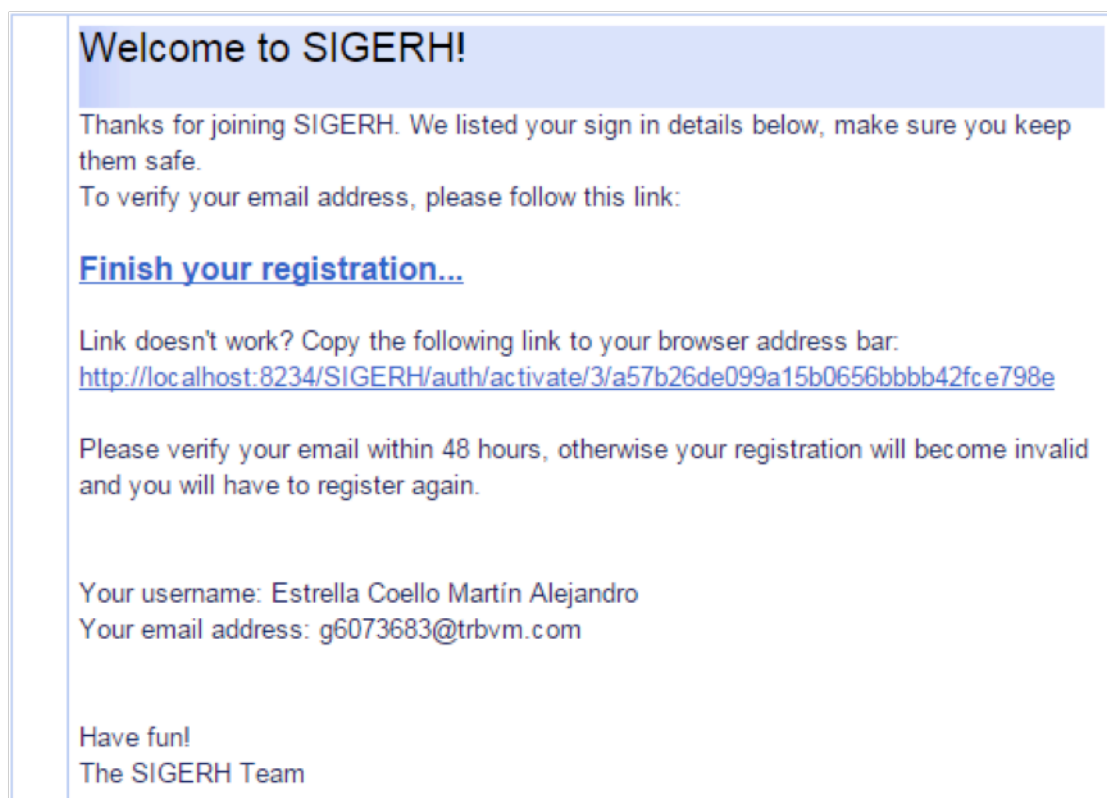 Welcome to SIGERH!
Thanks for joining SIGERH. We listed your sign in details below, make sure you keep
them safe.
To verify your email address, please follow this link:
Finish your registration...
Link doesn't work? Copy the following link to your browser address bar:
http://localhost:8234/SIGERH/auth/activate/3/a57b26de099a15b0656bbbb42fce798e
Please verify your email within 48 hours, otherwise your registration will become invalid
and you will have to register again.
Your username: Estrella Coello Martín Alejandro
Your email address: g6073683@trbvm.com
Have fun!
The SIGERH Team